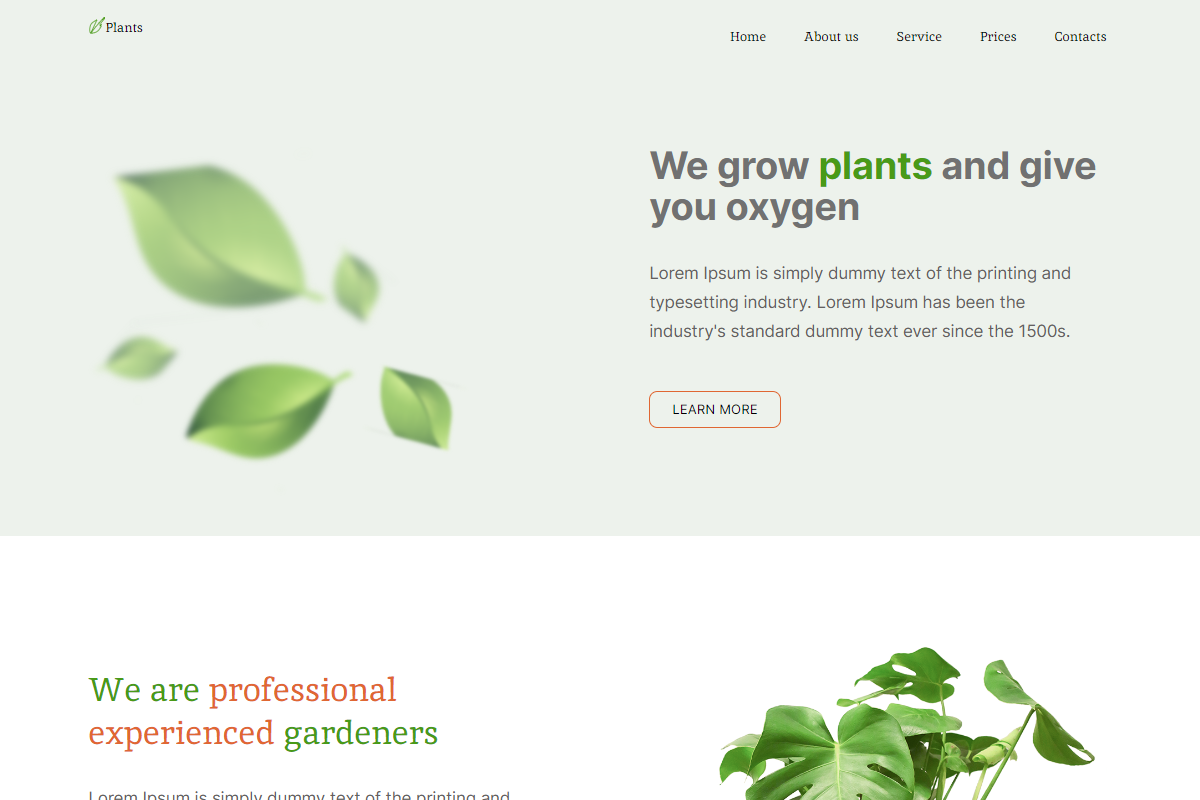 Plants
Home
About us
Service
Prices
Contacts
We grow plants and give
you oxygen
Lorem Ipsum is simply dummy text of the printing and
typesetting industry. Lorem Ipsum has been the
industry's standard dummy text ever since the 1500s.
LEARN MORE
We are professional
experienced gardeners
Lorem Ipsum is simply dummy text of the printing and